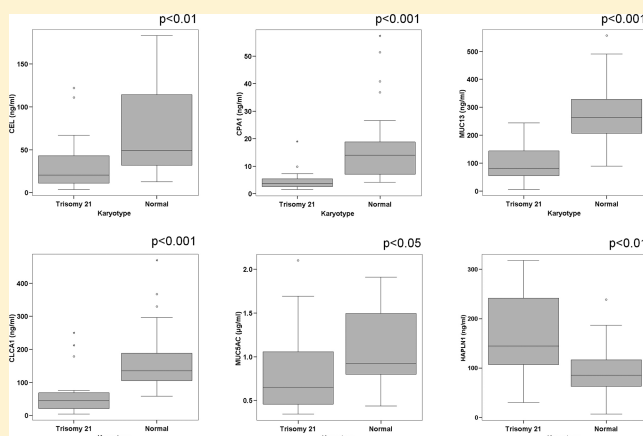 p<0.01
p<0.001
p<0.001
CEL (ng/ml)
150
100
50
0
Trisomy 21 Normal
Karyotype
CPA1 (ng/ml)
50
40
30
20
10
0
Trisomy 21 Normal
Karyotype
MUC13 (ng/ml)
500
400
300
200
100
0
Trisomy 21 Normal
Karyotype
p<0.001
p<0.05
p<0.01
CLCA1 (ng/ml)
400
300
200
100
0
Trisomy 21 Normal
MUC5AC (µg/ml)
2.0
1.5
1.0
0.5
Trisomy 21 Normal
HAPLN1 (ng/ml)
300
200
100
0
Trisomy 21 Normal